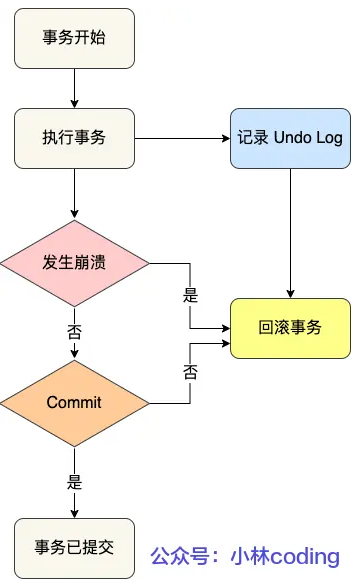 事务开始
执行事务
记录 Undo Log
发生崩溃
是
回滚事务
否
否
Commit
是
事务已提交
公众号：小林coding